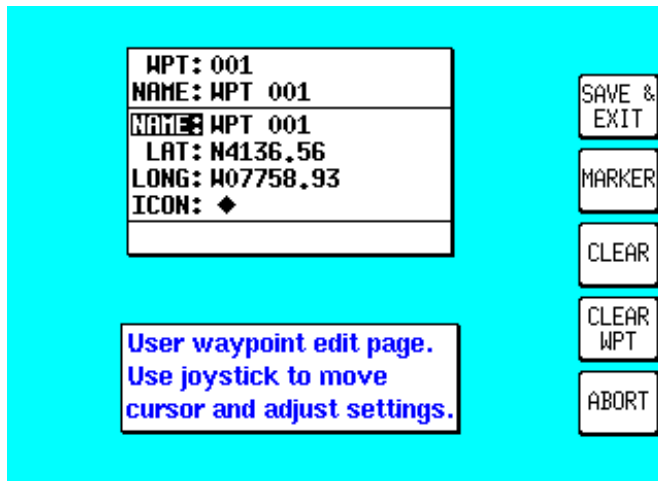 WPT: 001
NAME: WPT 001
NAME: WPT 001
LAT: N4136.56
LONG: W07758.93
ICON: ◆
User waypoint edit page.
Use joystick to move
cursor and adjust settings.
SAVE &
EXIT
MARKER
CLEAR
CLEAR
WPT
ABORT